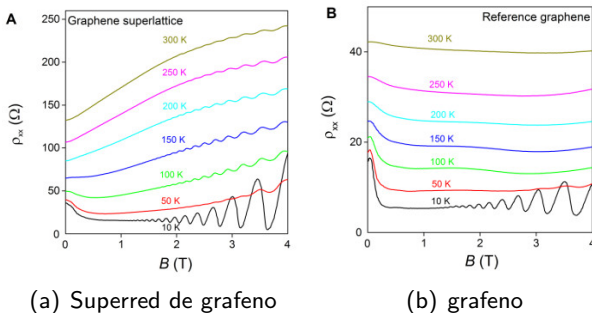 A
Graphene superlattice
250
200
150
100
50
0
ρxx (Ω)
300 K
250 K
200 K
150 K
100 K
50 K
10 K
0 1 2 3 4
B (T)
(a) Superred de grafeno
B
Reference graphene
40
20
0
ρxx (Ω)
300 K
250 K
200 K
150 K
100 K
50 K
10 K
0 1 2 3 4
B (T)
(b) grafeno